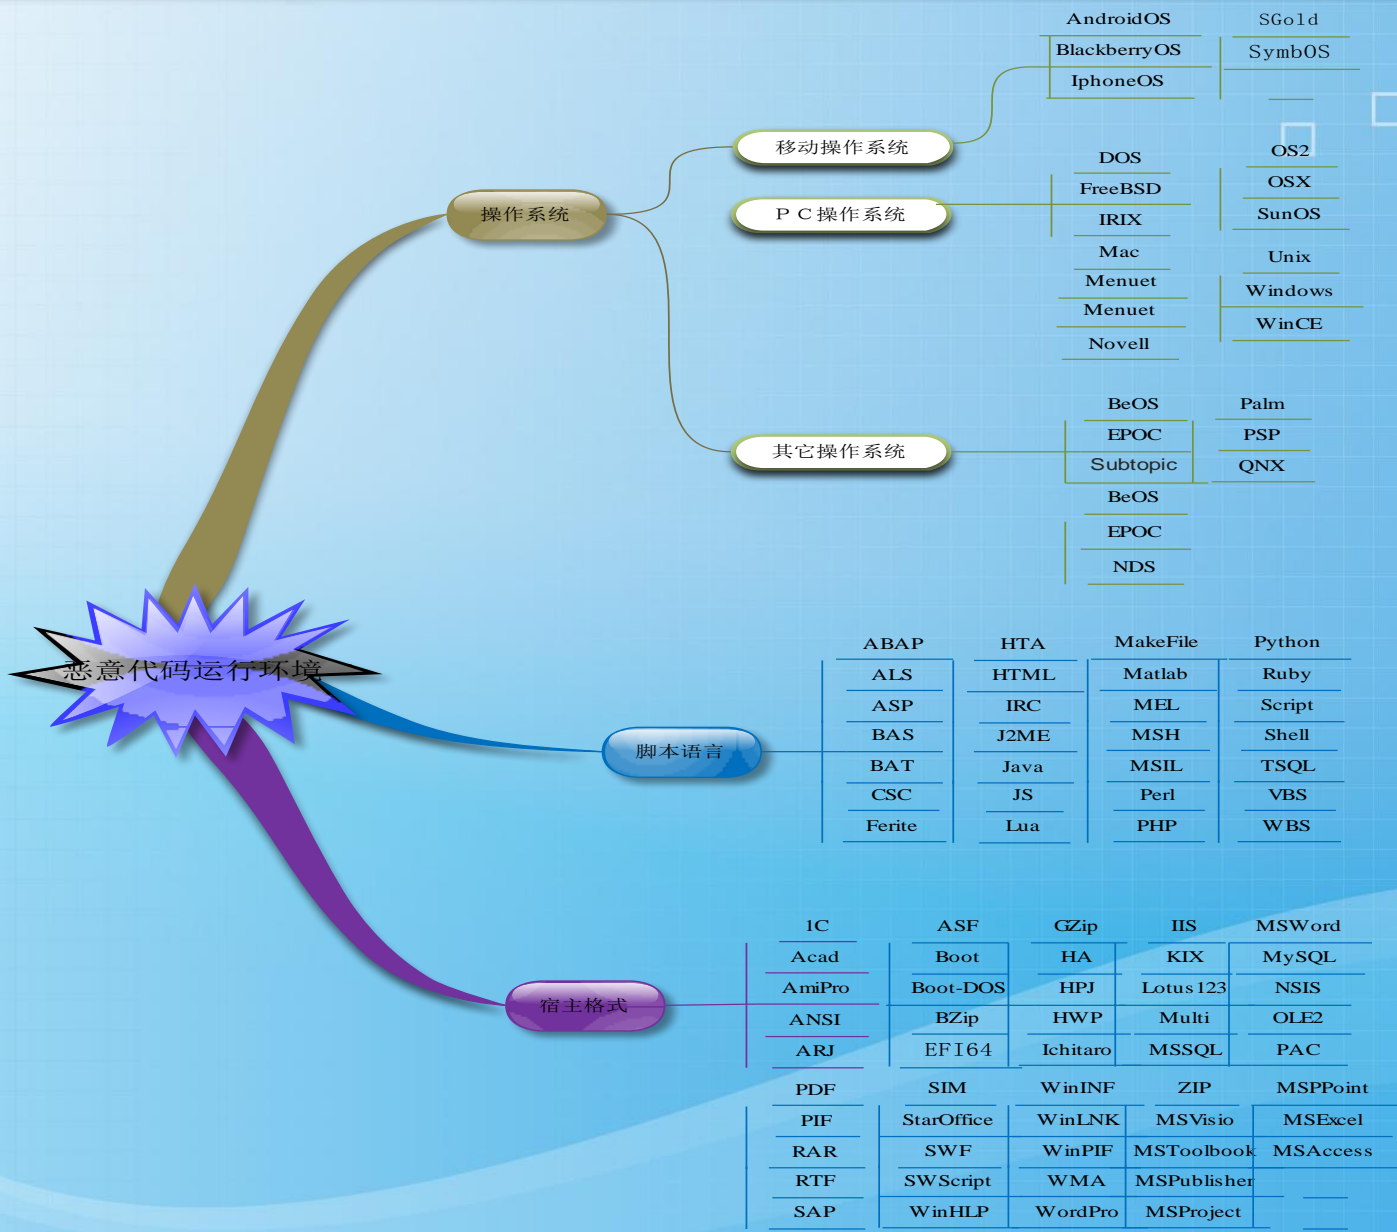 恶意代码运行环境
操作系统
移动操作系统
AndroidOS
BlackberryOS
IphoneOS
SGold
SymbOS
PC操作系统
DOS
FreeBSD
IRIX
Mac
Menuet
Menuet
Novell
OS2
OSX
SunOS
Unix
Windows
WinCE
其它操作系统
BeOS
EPOC
Subtopic
BeOS
EPOC
NDS
Palm
PSP
QNX
脚本语言
ABAP
ALS
ASP
BAS
BAT
CSC
Ferite
HTA
HTML
IRC
J2ME
Java
JS
Lua
MakeFile
Matlab
MEL
MSH
MSIL
Perl
PHP
Python
Ruby
Script
Shell
TSQL
VBS
WBS
宿主格式
1C
Acad
AmiPro
ANSI
ARJ
ASF
Boot
Boot-DOS
BZip
EFI64
GZip
HA
HPJ
HWP
Ichitaro
IIS
KIX
Lotus123
Multi
MSSQL
MSWord
MySQL
NSIS
OLE2
PAC
PDF
PIF
RAR
RTF
SAP
SIM
StarOffice
SWF
SWScript
WinHLP
WinINF
WinLNK
WinPIF
WMA
WordPro
ZIP
MSVisio
MSToolbook
MSPublisher
MSProject
MSPPoint
MSExcel
MSAccess